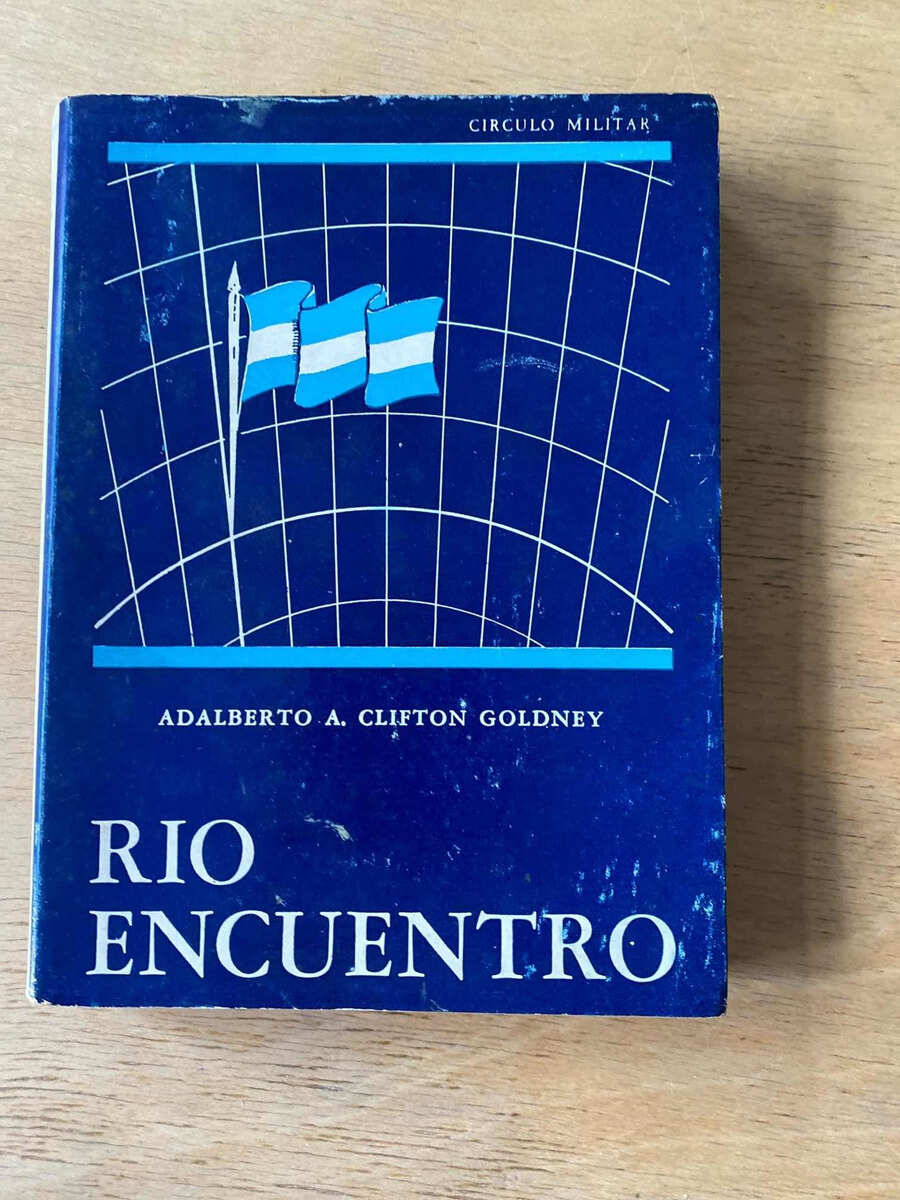 CIRCULO MILITAR
ADALBERTO A. CLIFTON GOLDNEY
RIO
ENCUENTRO